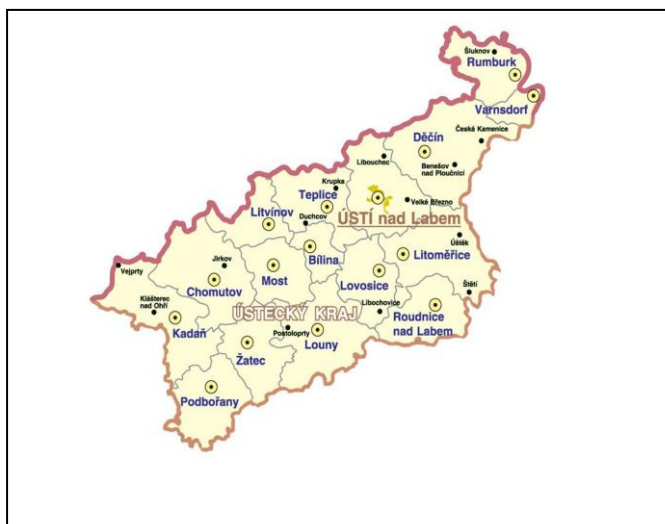 Šluknov
Rumburk
Varnsdorf
Česká Kamenice
Děčín
Libouchec
Benešov
nad Ploučnicí
Krupka
Teplice
Velké Březno
ÚSTÍ nad Labem
Litvínov
Duchcov
Úštěk
Bílina
Litoměřice
Vejprty
Jirkov
Most
Lovosice
Chomutov
Štětí
Klášterec
nad Ohří
Libochovice
Roudnice
nad Labem
ÚSTECKÝ KRAJ
Kadaň
Postoloprty
Louny
Žatec
Podbořany